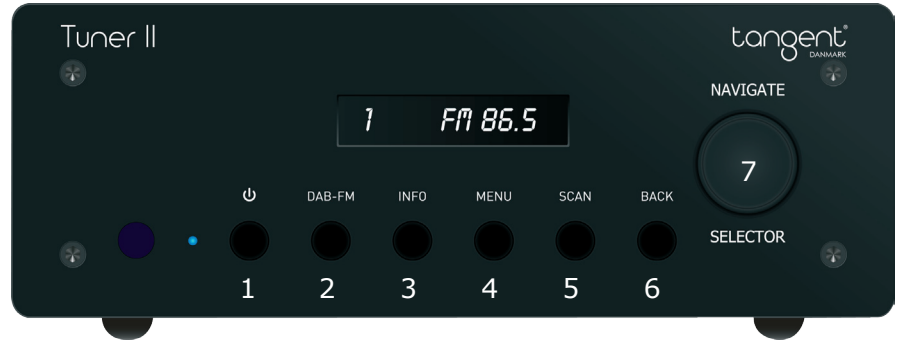 Tuner II
tangent®
DANMARK
NAVIGATE
1 FM 86.5
7
DAB-FM INFO MENU SCAN BACK
SELECTOR
1 2 3 4 5 6